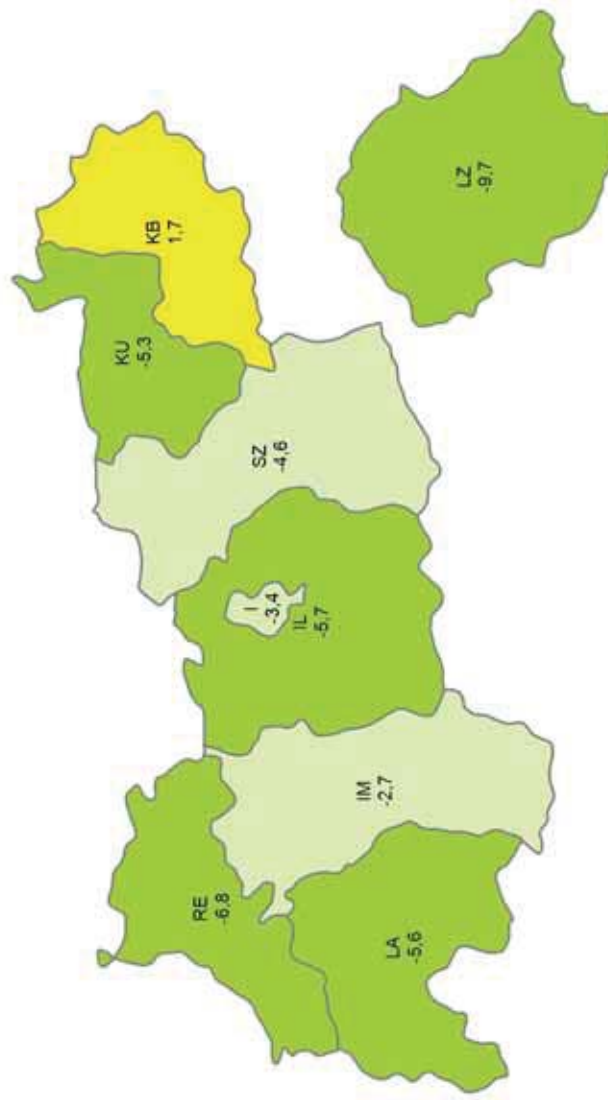 RE
-6,8
LA
-5,6
IM
-2,7
I
-3,4
IL
-5,7
SZ
-4,6
KU
-5,3
KB
1,7
LZ
-9,7